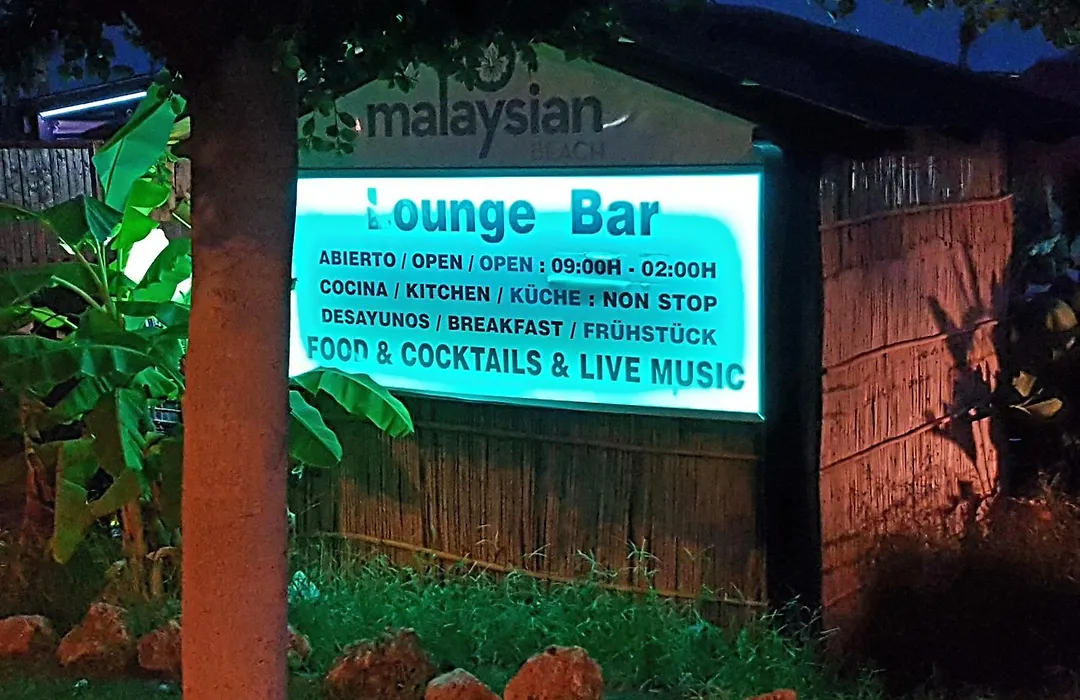 malaysian
BEACH
Lounge Bar
ABIERTO / OPEN / OPEN : 09:00H - 02:00H
COCINA / KITCHEN / KÜCHE : NON STOP
DESAYUNOS / BREAKFAST / FRÜHSTÜCK
FOOD & COCKTAILS & LIVE MUSIC